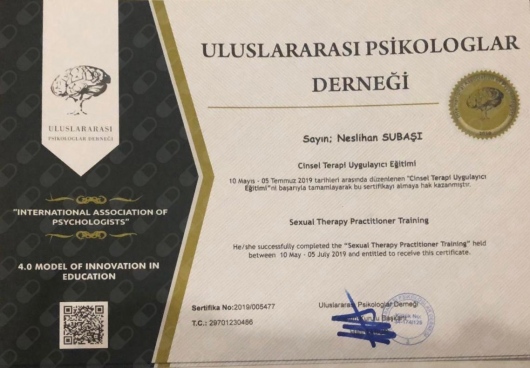 ULUSLARARASI PSİKOLOGLAR
DERNEĞİ
ULUSLARARASI
PSİKOLOGLAR DERNEĞİ
Sayın; Neslihan SUBAŞI
Cinsel Terapi Uygulayıcı Eğitimi
10 Mayıs - 05 Temmuz 2019 tarihleri arasında düzenlenen "Cinsel Terapi Uygulayıcı
Eğitimi"ni başarıyla tamamlayarak bu sertifikayı almaya hak kazanmıştır.
"INTERNATIONAL ASSOCIATION OF
PSYCHOLOGISTS"
Sexual Therapy Practitioner Training
He/she successfully completed the "Sexual Therapy Practitioner Training" held
between 10 May - 05 July 2019 and entitled to receive this certificate.
4.0 MODEL OF INNOVATION IN
EDUCATION
Sertifika No:2019/005477
T.C.: 29701230466
Uluslararası Psikologlar Derneği